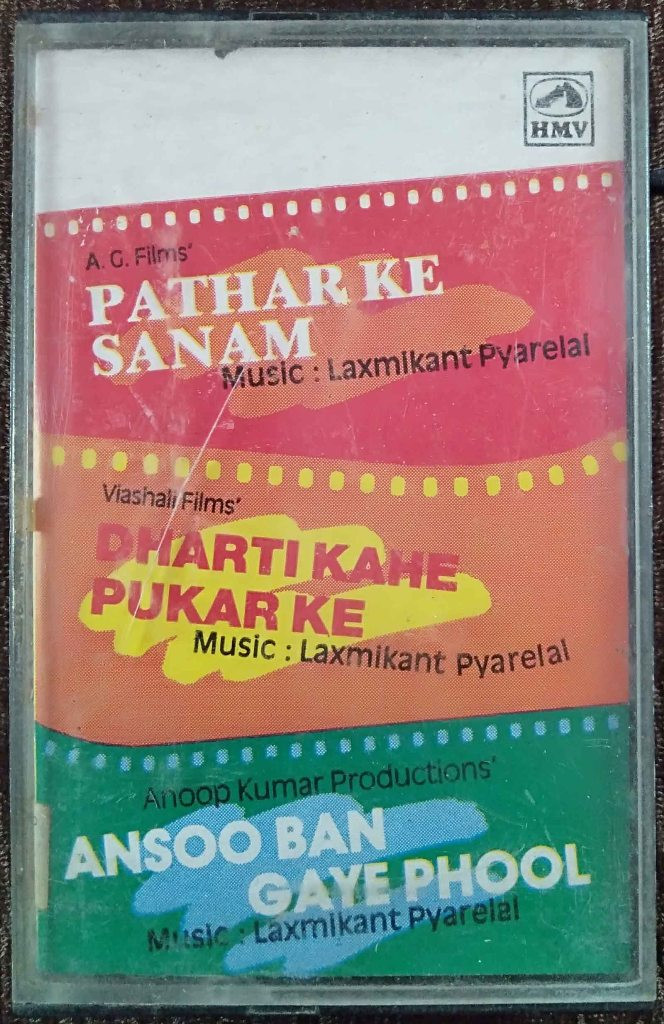 HMV
A. G. Films'
PATHAR KE
SANAM
Music : Laxmikant Pyarelal
Viashali Films'
DHARTI KAHE
PUKAR KE
Music : Laxmikant Pyarelal
Anoop Kumar Productions'
ANSOO BAN
GAYE PHOOL
Music : Laxmikant Pyarelal